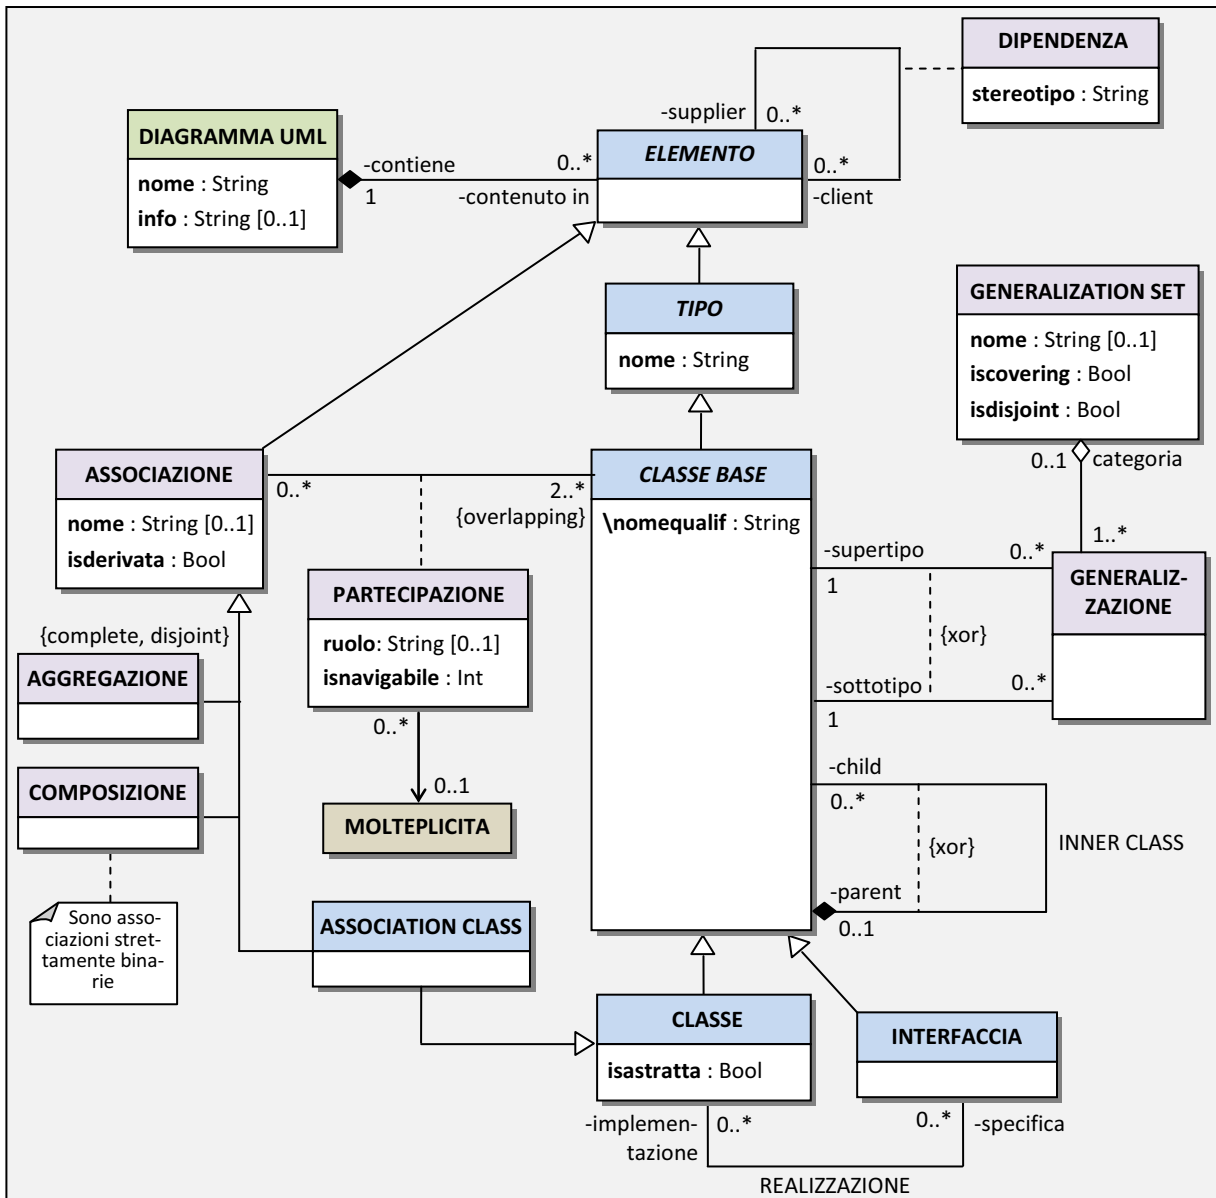 DIPENDENZA
stereotipo : String
-supplier
0..*
DIAGRAMMA UML
nome : String
info : String [0..1]
-contiene
1
0..*
-contenuto in
ELEMENTO
0..*
-client
TIPO
nome : String
GENERALIZATION SET
nome : String [0..1]
iscovering : Bool
isdisjoint : Bool
0..1
categoria
1..*
ASSOCIAZIONE
nome : String [0..1]
isderivata : Bool
0..*
2..*
{overlapping}
CLASSE BASE
\nomequalif : String
-supertipo
1
0..*
{xor}
-sottotipo
1
0..*
GENERALIZ-
ZAZIONE
PARTECIPAZIONE
ruolo: String [0..1]
isnavigabile : Int
0..*
0..1
MOLTEPLICITA
{complete, disjoint}
AGGREGAZIONE
COMPOSIZIONE
Sono asso-
ciazioni stret-
tamente bina-
rie
ASSOCIATION CLASS
-child
0..*
{xor}
INNER CLASS
-parent
0..1
CLASSE
isastratta : Bool
INTERFACCIA
-implemen-
tazione
0..*
0..*
-specifica
REALIZZAZIONE